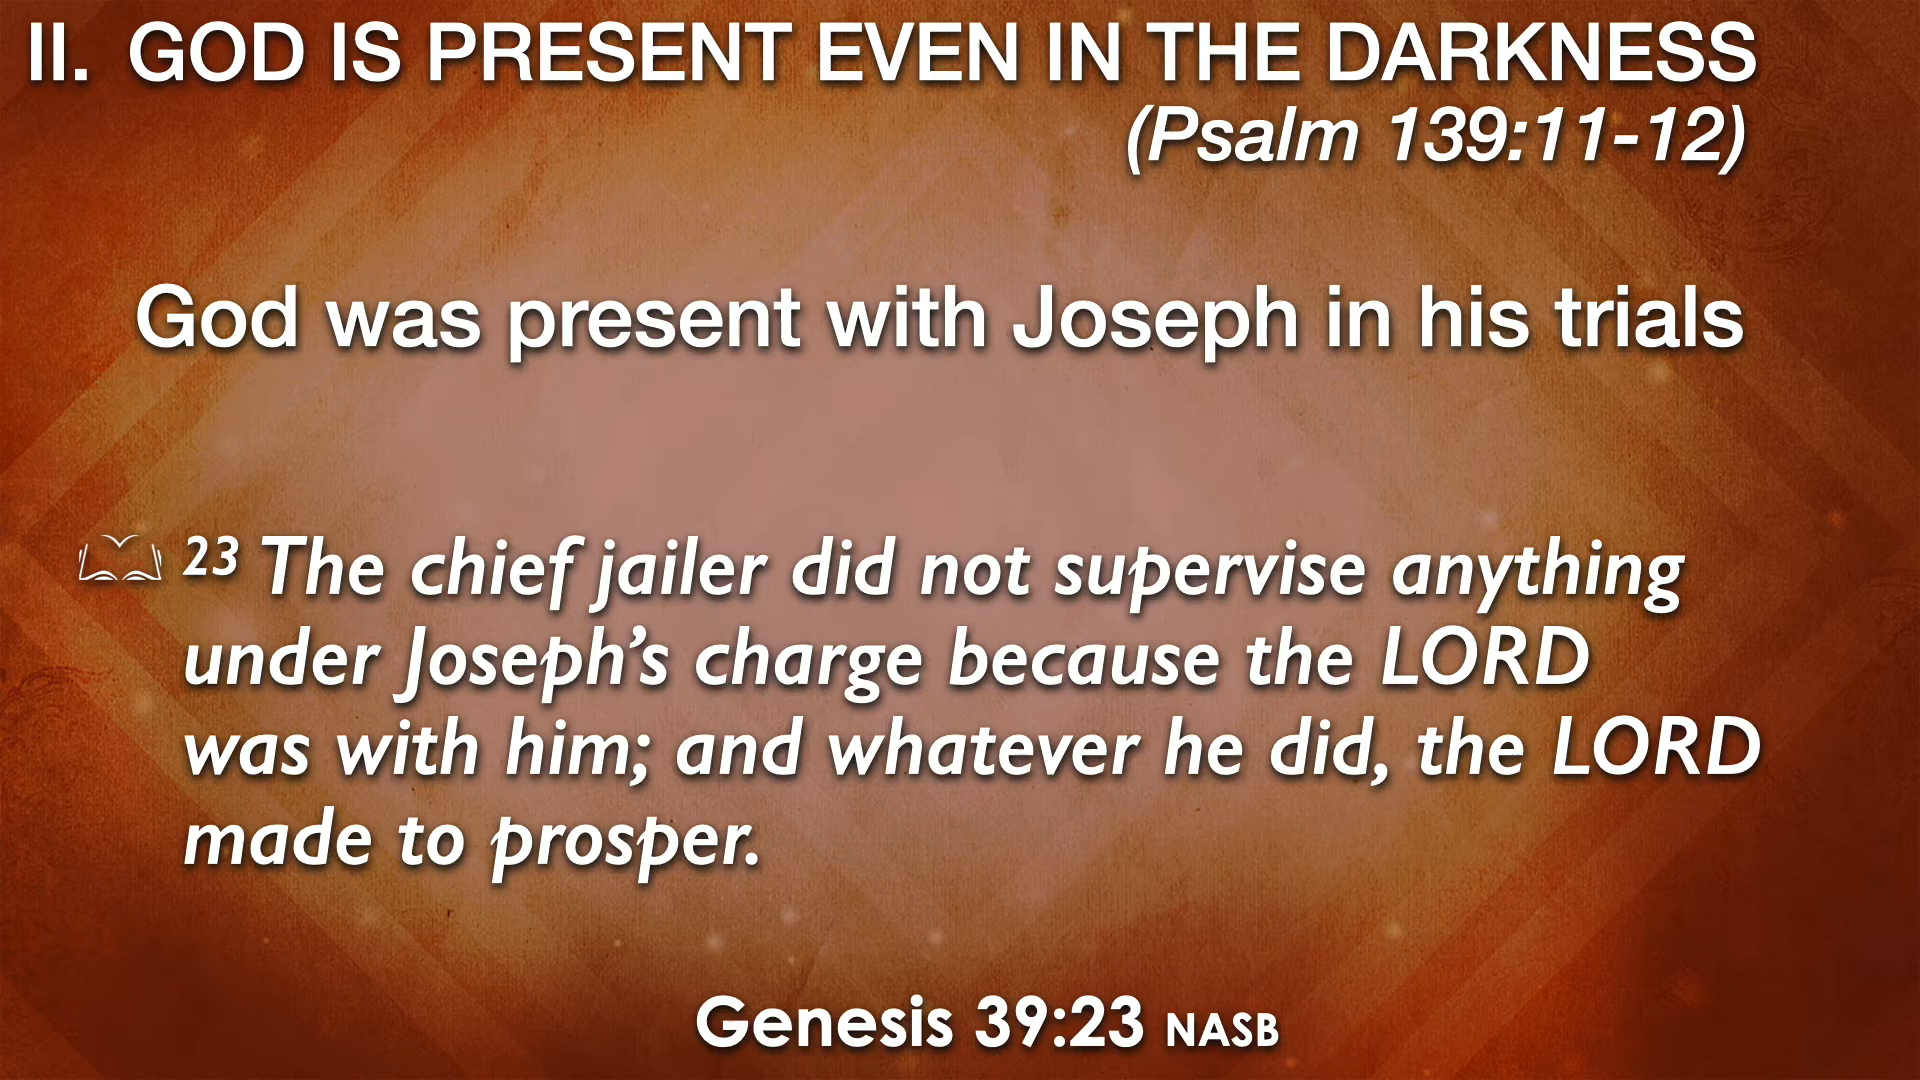 II. GOD IS PRESENT EVEN IN THE DARKNESS
(Psalm 139:11-12)
God was present with Joseph in his trials
23 The chief jailer did not supervise anything
under Joseph’s charge because the LORD
was with him; and whatever he did, the LORD
made to prosper.
Genesis 39:23 NASB